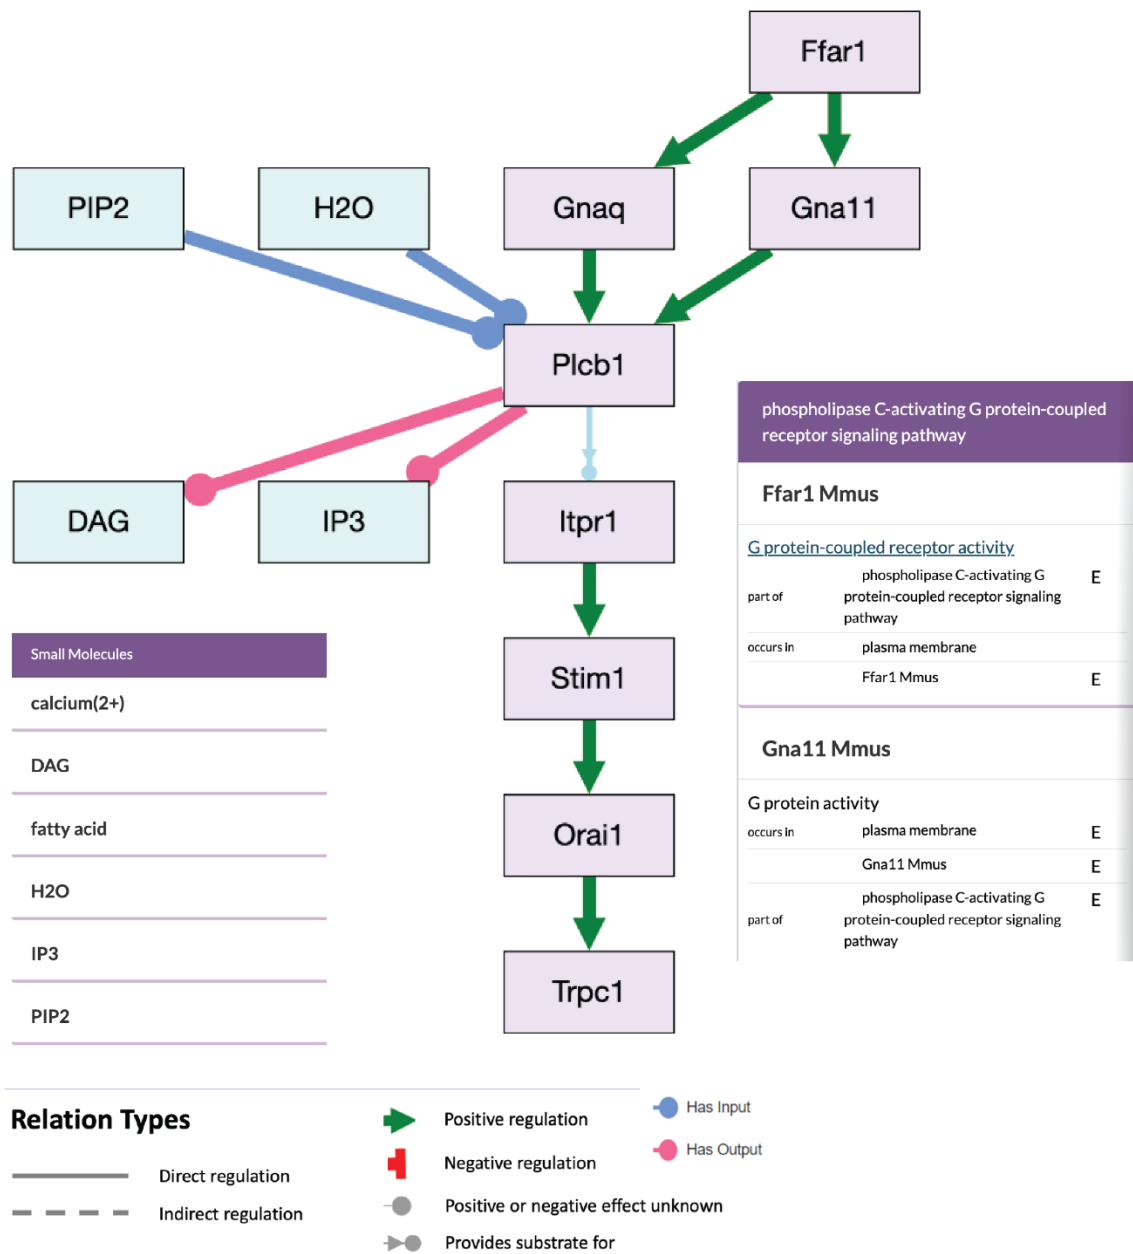 Ffar1
PIP2
H2O
Gnaq
Gna11
Plcb1
DAG
IP3
Itpr1
Stim1
Orai1
Trpc1
Small Molecules
calcium(2+)
DAG
fatty acid
H2O
IP3
PIP2
phospholipase C-activating G protein-coupled
receptor signaling pathway
Ffar1 Mmus
G protein-coupled receptor activity
part of
phospholipase C-activating G
protein-coupled receptor signaling
pathway
E
occurs in
plasma membrane
Ffar1 Mmus
E
Gna11 Mmus
G protein activity
occurs in
plasma membrane
E
Gna11 Mmus
E
part of
phospholipase C-activating G
protein-coupled receptor signaling
pathway
E
Relation Types
Direct regulation
Indirect regulation
Positive regulation
Negative regulation
Positive or negative effect unknown
Provides substrate for
Has Input
Has Output